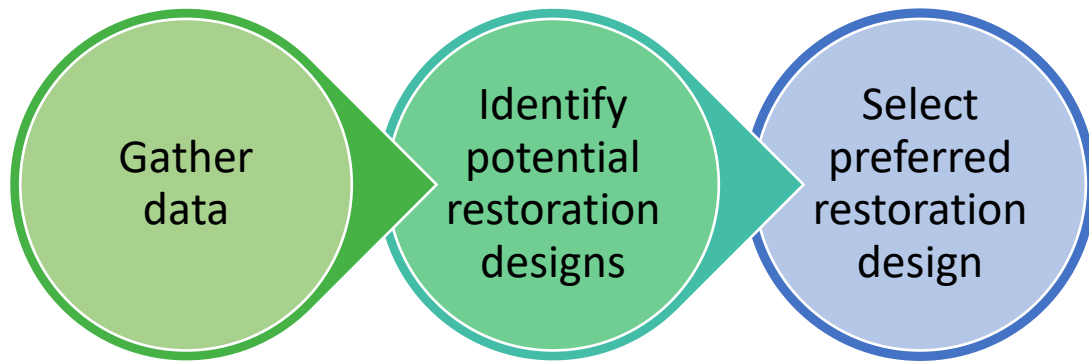 Gather
data
Identify
potential
restoration
designs
Select
preferred
restoration
design